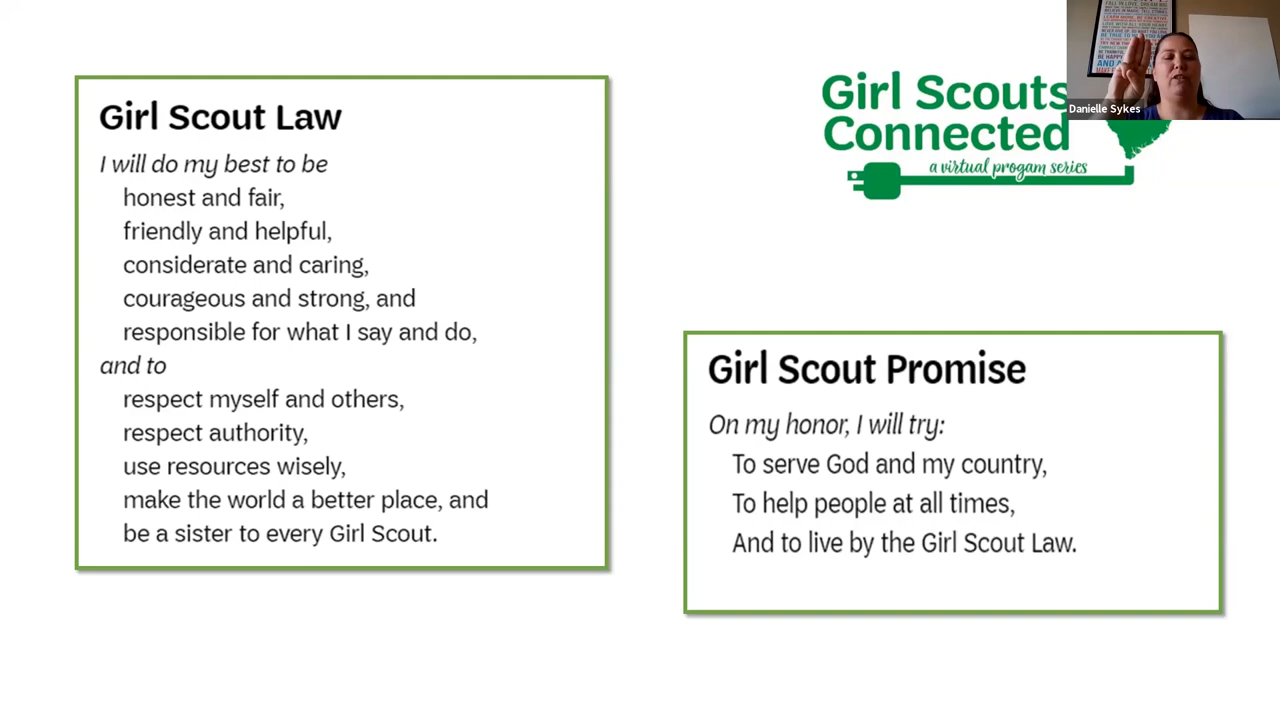 Girl Scout Law
I will do my best to be
honest and fair,
friendly and helpful,
considerate and caring,
courageous and strong, and
responsible for what I say and do,
and to
respect myself and others,
respect authority,
use resources wisely,
make the world a better place, and
be a sister to every Girl Scout.
Girl Scouts
Connected
a virtual progam series
Danielle Sykes
Girl Scout Promise
On my honor, I will try:
To serve God and my country,
To help people at all times,
And to live by the Girl Scout Law.